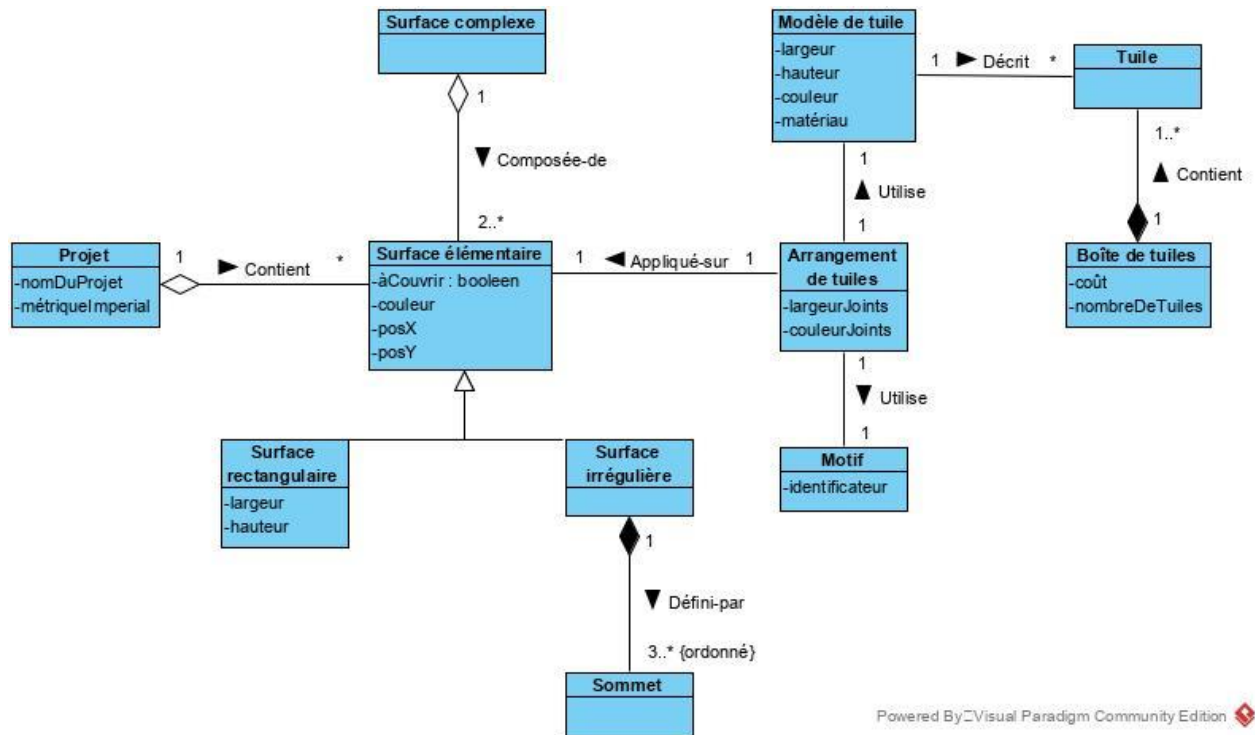 Surface complexe
1
Composée-de
2..*
Modèle de tuile
-largeur
-hauteur
-couleur
-matériau
1 Décrit *
Tuile
1..*
Contient
1
Boîte de tuiles
-coût
-nombreDeTuiles
1
Utilise
1
Projet
-nomDuProjet
-métriqueImperial
1 Contient *
Surface élémentaire
-àCouvrir : booleen
-couleur
-posX
-posY
1 Appliqué-sur 1
Arrangement
de tuiles
-largeurJoints
-couleurJoints
1
Utilise
1
Motif
-identificateur
Surface
rectangulaire
-largeur
-hauteur
Surface
irrégulière
1
Défini-par
3..* {ordonné}
Sommet
Powered By Visual Paradigm Community Edition